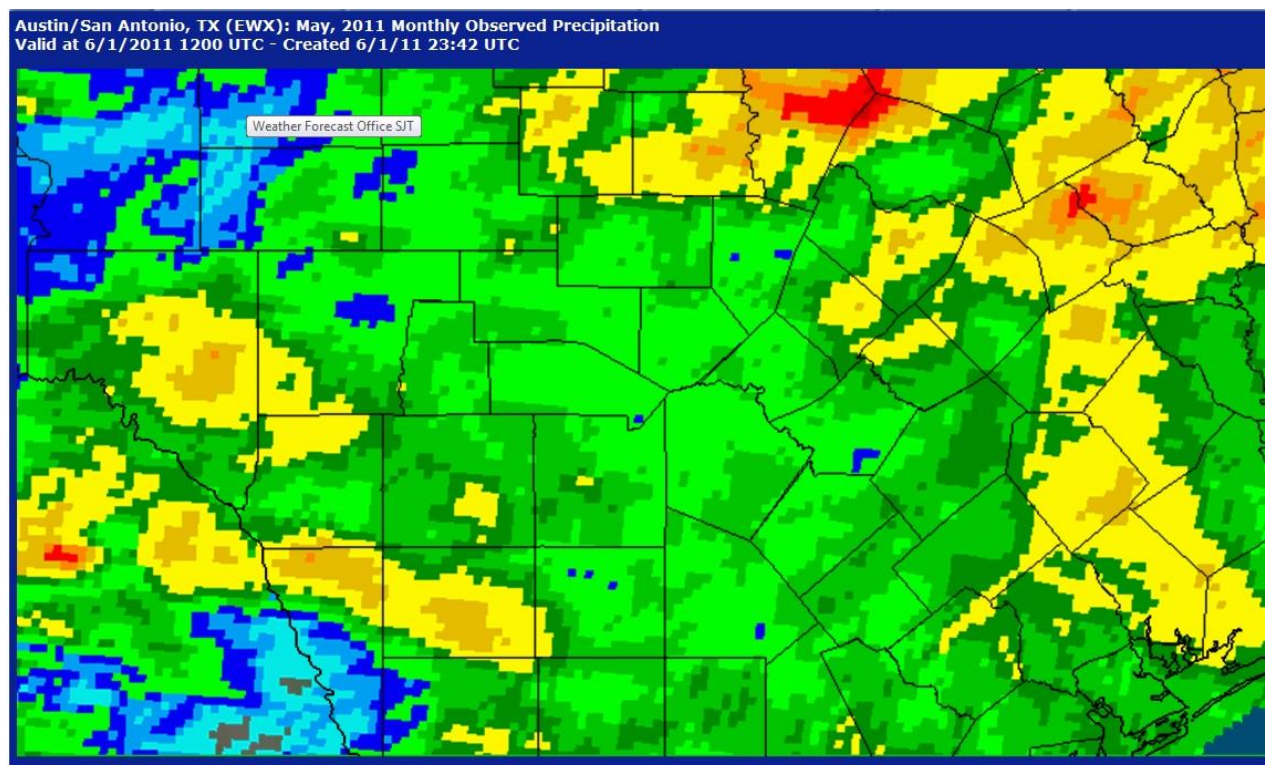 Austin/San Antonio, TX (EWX): May, 2011 Monthly Observed Precipitation
Valid at 6/1/2011 1200 UTC - Created 6/1/11 23:42 UTC
Weather Forecast Office SJT